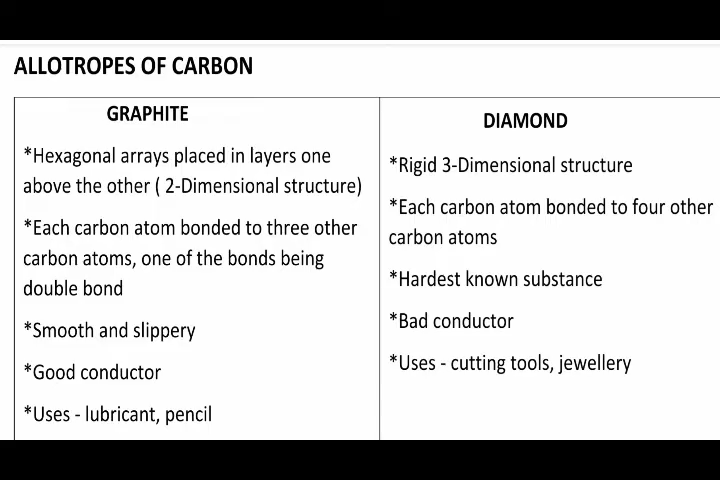 ALLOTROPES OF CARBON
GRAPHITE
*Hexagonal arrays placed in layers one
above the other ( 2-Dimensional structure)
*Each carbon atom bonded to three other
carbon atoms, one of the bonds being
double bond
*Smooth and slippery
*Good conductor
*Uses - lubricant, pencil
DIAMOND
*Rigid 3-Dimensional structure
*Each carbon atom bonded to four other
carbon atoms
*Hardest known substance
*Bad conductor
*Uses - cutting tools, jewellery